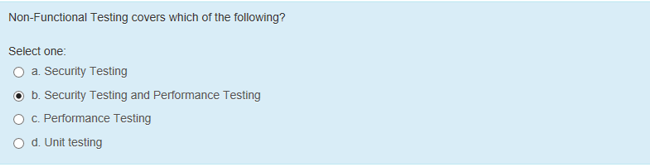 Non-Functional Testing covers which of the following?
Select one:
a. Security Testing
b. Security Testing and Performance Testing
c. Performance Testing
d. Unit testing